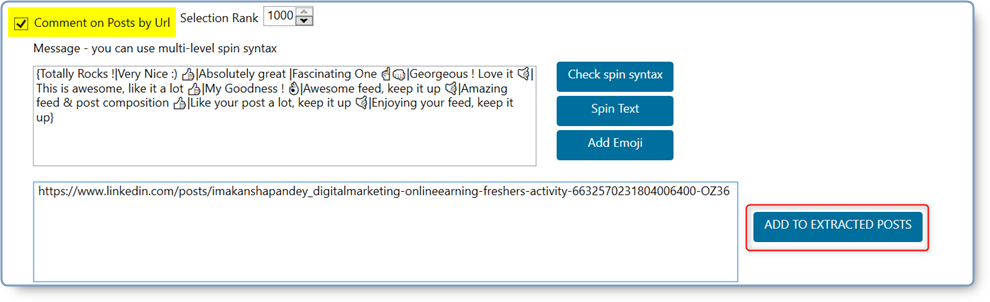 Comment on Posts by Url Selection Rank 1000
Message - you can use multi-level spin syntax
{Totally Rocks !|Very Nice :) 👍|Absolutely great |Fascinating One ☝👊|Georgeous ! Love it 👏|
This is awesome, like it a lot 👍|My Goodness ! 👌|Awesome feed, keep it up 👏|Amazing
feed & post composition 👍|Like your post a lot, keep it up 👏|Enjoying your feed, keep it
up}
Check spin syntax
Spin Text
Add Emoji
https://www.linkedin.com/posts/imakanshapandey_digitalmarketing-onlineearning-freshers-activity-6632570231804006400-OZ36
ADD TO EXTRACTED POSTS